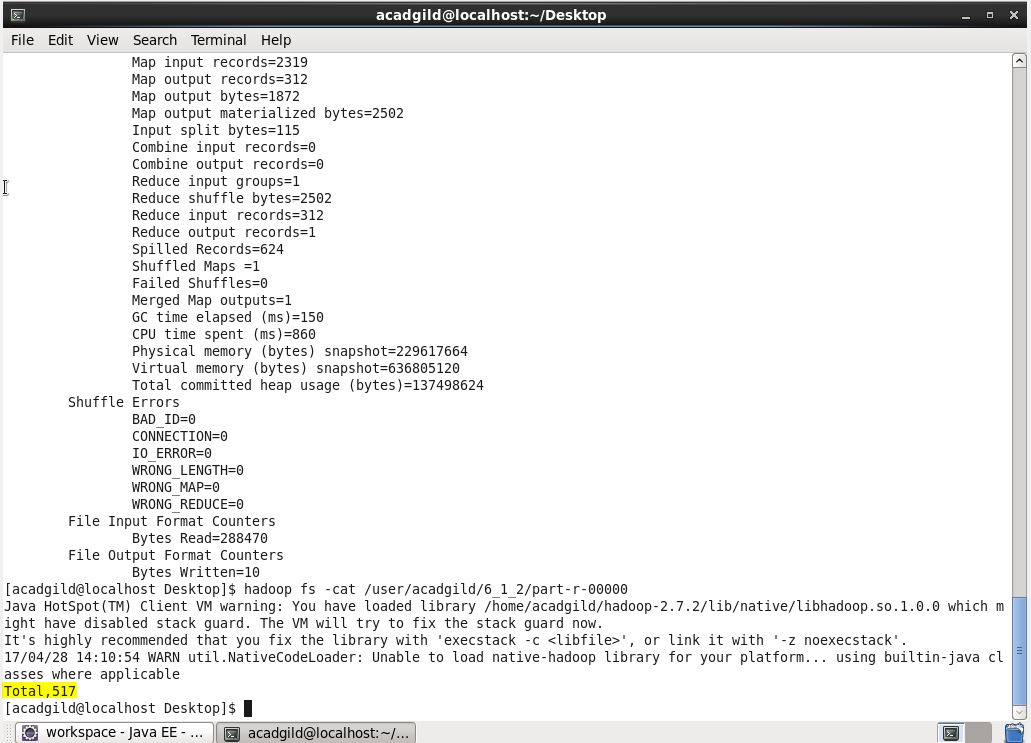 acadgild@localhost:~/Desktop
File Edit View Search Terminal Help
Map input records=2319
Map output records=312
Map output bytes=1872
Map output materialized bytes=2502
Input split bytes=115
Combine input records=0
Combine output records=0
Reduce input groups=1
Reduce shuffle bytes=2502
Reduce input records=312
Reduce output records=1
Spilled Records=624
Shuffled Maps =1
Failed Shuffles=0
Merged Map outputs=1
GC time elapsed (ms)=150
CPU time spent (ms)=860
Physical memory (bytes) snapshot=229617664
Virtual memory (bytes) snapshot=636805120
Total committed heap usage (bytes)=137498624
Shuffle Errors
BAD_ID=0
CONNECTION=0
IO_ERROR=0
WRONG_LENGTH=0
WRONG_MAP=0
WRONG_REDUCE=0
File Input Format Counters
Bytes Read=288470
File Output Format Counters
Bytes Written=10
[acadgild@localhost Desktop]$ hadoop fs -cat /user/acadgild/6_1_2/part-r-00000
Java HotSpot(TM) Client VM warning: You have loaded library /home/acadgild/hadoop-2.7.2/lib/native/libhadoop.so.1.0.0 which m
ight have disabled stack guard. The VM will try to fix the stack guard now.
It's highly recommended that you fix the library with 'execstack -c <libfile>', or link it with '-z noexecstack'.
17/04/28 14:10:54 WARN util.NativeCodeLoader: Unable to load native-hadoop library for your platform... using builtin-java cl
asses where applicable
Total,517
[acadgild@localhost Desktop]$
workspace - Java EE - ... acadgild@localhost:~/...